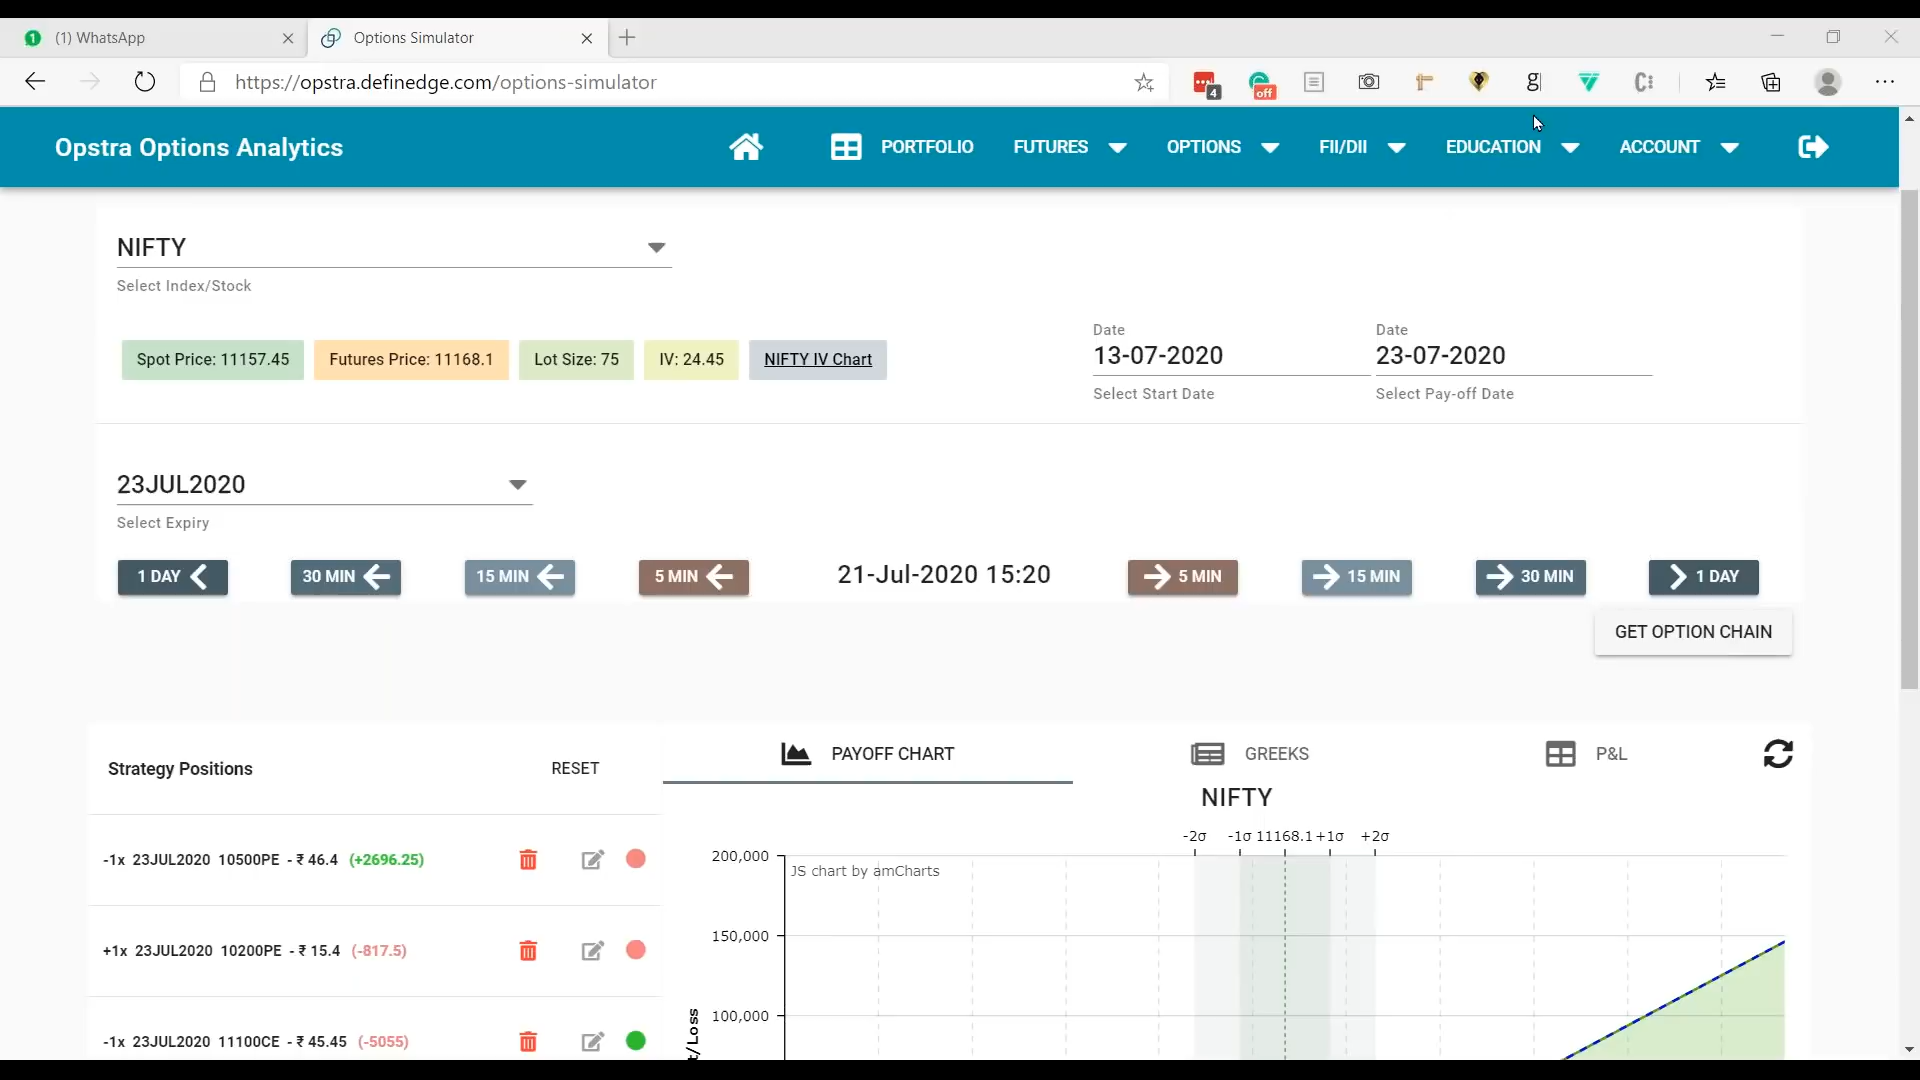 (1) WhatsApp
Options Simulator
https://opstra.definedge.com/options-simulator
4
off
g
Opstra Options Analytics
PORTFOLIO
FUTURES
OPTIONS
FII/DII
EDUCATION
ACCOUNT
NIFTY
Select Index/Stock
Spot Price: 11157.45
Futures Price: 11168.1
Lot Size: 75
IV: 24.45
NIFTY IV Chart
Date
13-07-2020
Select Start Date
Date
23-07-2020
Select Pay-off Date
23JUL2020
Select Expiry
1 DAY
30 MIN
15 MIN
5 MIN
21-Jul-2020 15:20
5 MIN
15 MIN
30 MIN
1 DAY
GET OPTION CHAIN
Strategy Positions
RESET
PAYOFF CHART
GREEKS
P&L
NIFTY
-2σ -1σ 11168.1 +1σ +2σ
200,000
JS chart by amCharts
150,000
100,000
t/Loss
-1x 23JUL2020 10500PE - ₹ 46.4 (+2696.25)
+1x 23JUL2020 10200PE - ₹ 15.4 (-817.5)
-1x 23JUL2020 11100CE - ₹ 45.45 (-5055)